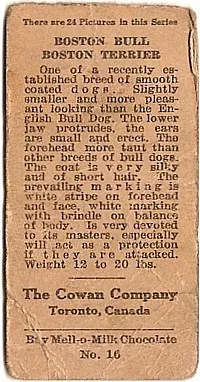 There are 24 Pictures in this Series
BOSTON BULL
BOSTON TERRIER
One of a recently es-
tablished breed of smooth
coated dogs. Slightly
smaller and more pleas-
ant looking than the En-
glish Bull Dog. The lower
jaw protrudes, the ears
are small and erect. The
forehead more taut than
other breeds of bull dogs.
The coat is very silky
and of short hair. The
prevailing marking is
white stripe on forehead
and face, white marking
with brindle on balance
of body. Is very devoted
to its masters, especially
will act as a protection
if they are attacked.
Weight 12 to 20 lbs.
The Cowan Company
Toronto, Canada
Buy Mell-o-Milk Chocolate
No. 16